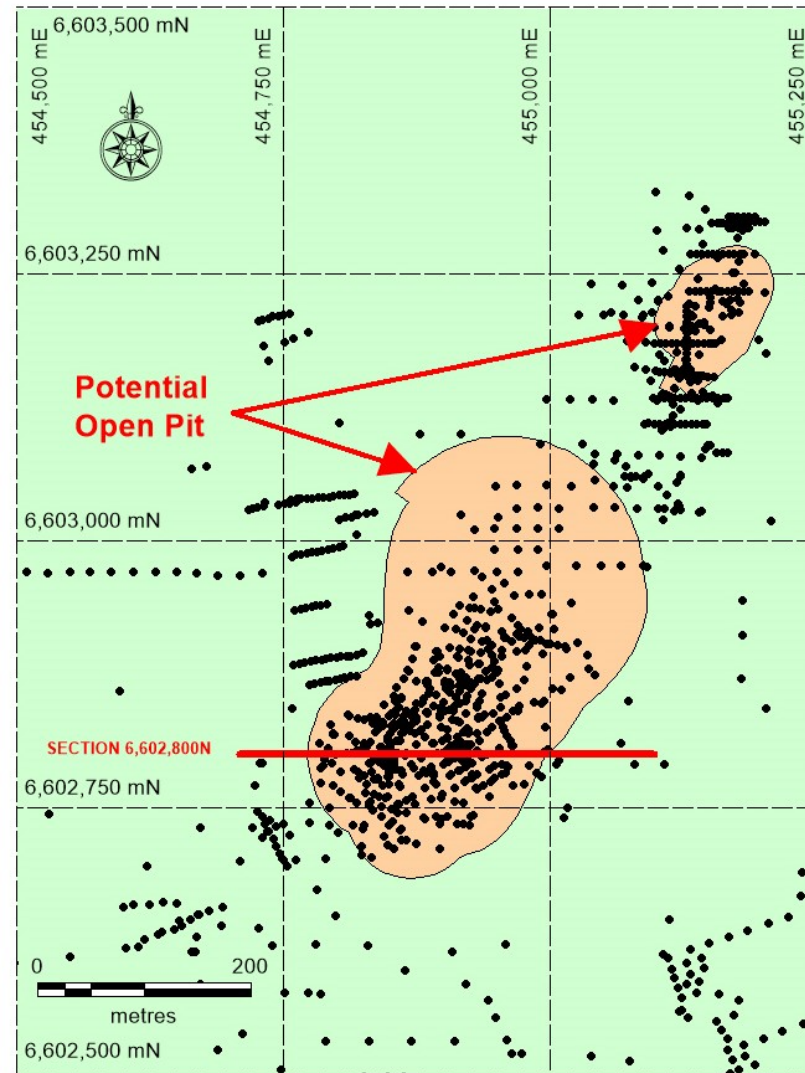 6,603,500 mN
454,500 mE
454,750 mE
455,000 mE
455,250 mE
6,603,250 mN
Potential
Open Pit
6,603,000 mN
SECTION 6,602,800N
6,602,750 mN
0 200
metres
6,602,500 mN